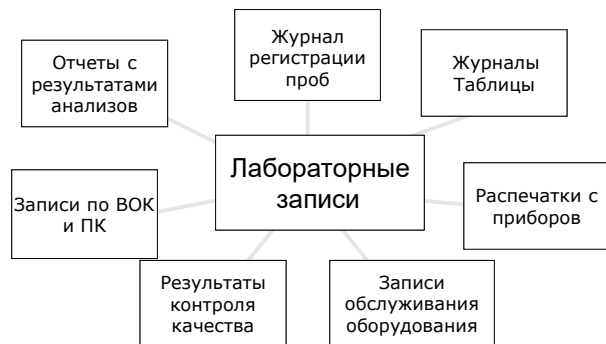 Отчеты с
результатами
анализов
Журнал
регистрации
проб
Журналы
Таблицы
Лабораторные
записи
Записи по ВОК
и ПК
Распечатки с
приборов
Результаты
контроля
качества
Записи
обслуживания
оборудования